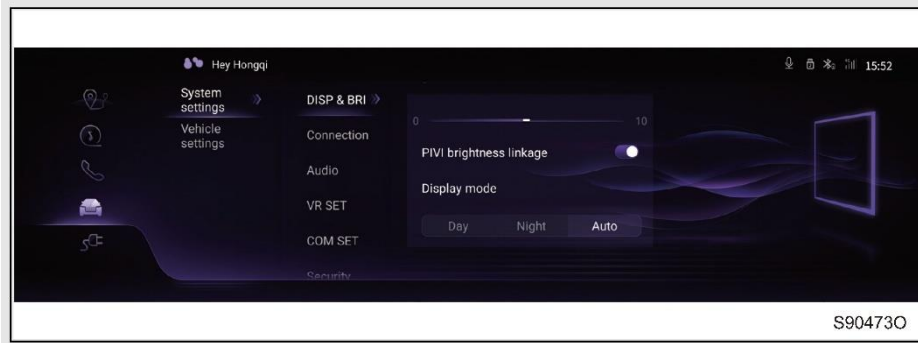 Hey Hongqi
15:52
System
settings
DISP & BRI
Vehicle
settings
Connection
Audio
VR SET
COM SET
Security
0
10
PIVI brightness linkage
Display mode
Day
Night
Auto
S90473O